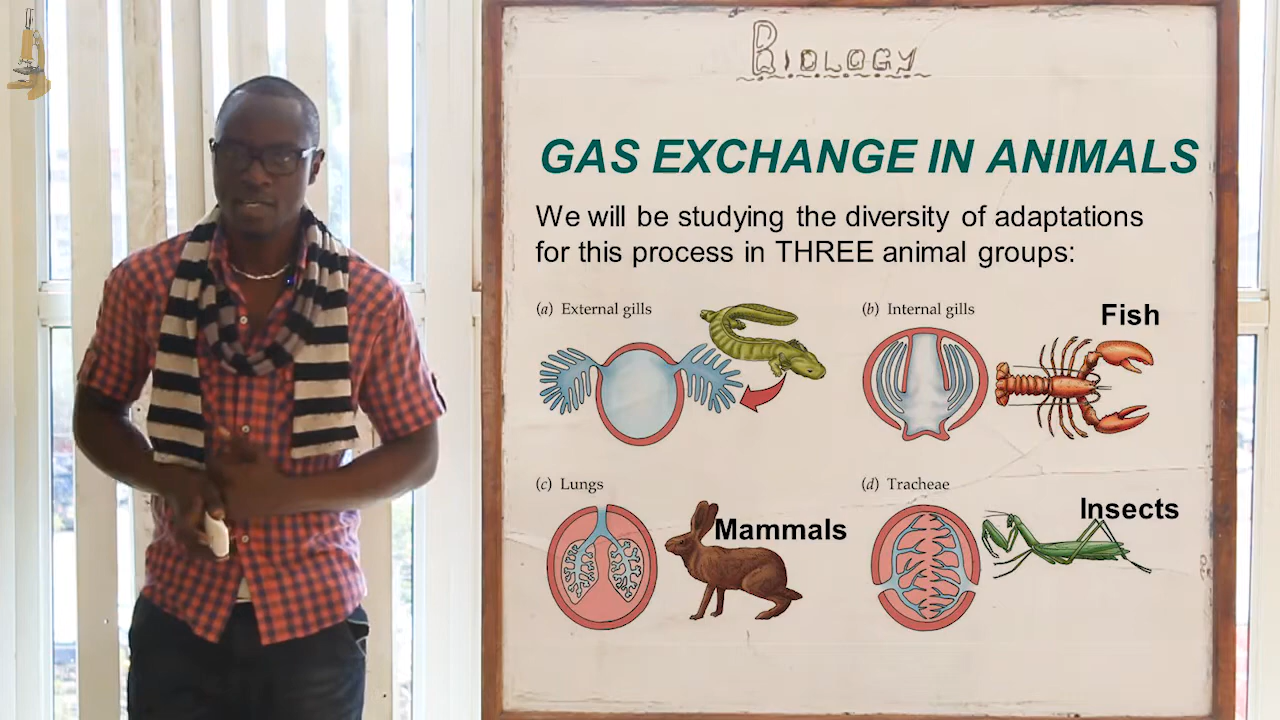 BIOLOGY
GAS EXCHANGE IN ANIMALS
We will be studying the diversity of adaptations
for this process in THREE animal groups:
(a) External gills
(b) Internal gills
Fish
(c) Lungs
Mammals
(d) Tracheae
Insects